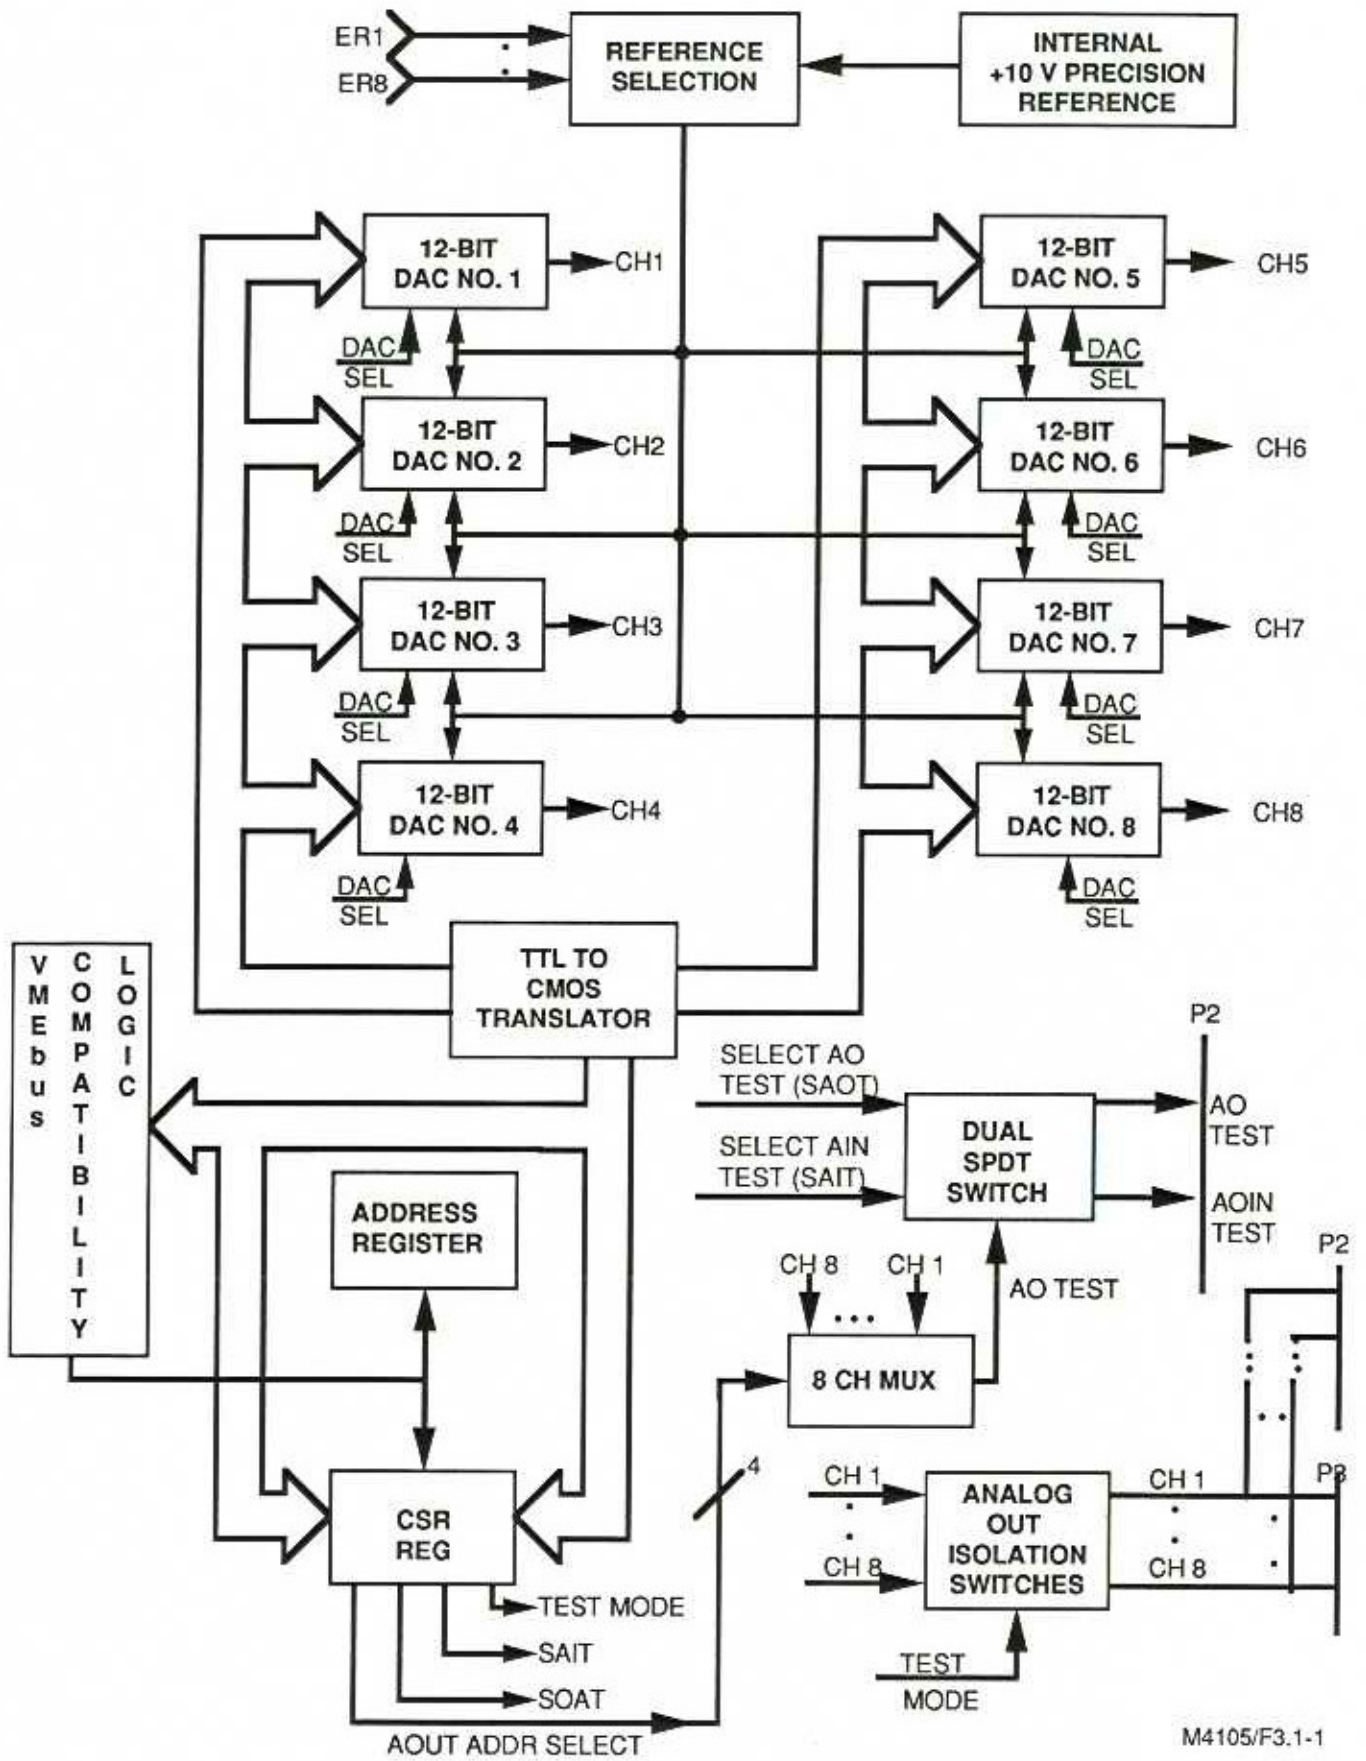 ER1
ER8
REFERENCE
SELECTION
INTERNAL
+10 V PRECISION
REFERENCE
12-BIT
DAC NO. 1
CH1
DAC
SEL
12-BIT
DAC NO. 5
CH5
DAC
SEL
12-BIT
DAC NO. 2
CH2
DAC
SEL
12-BIT
DAC NO. 6
CH6
DAC
SEL
12-BIT
DAC NO. 3
CH3
DAC
SEL
12-BIT
DAC NO. 7
CH7
DAC
SEL
12-BIT
DAC NO. 4
CH4
DAC
SEL
12-BIT
DAC NO. 8
CH8
DAC
SEL
VMEbus
COMPATIBILITY
LOGIC
TTL TO
CMOS
TRANSLATOR
SELECT AO
TEST (SAOT)
SELECT AIN
TEST (SAIT)
DUAL
SPDT
SWITCH
P2
AO
TEST
AOIN
TEST
ADDRESS
REGISTER
CH 8
CH 1
AO TEST
8 CH MUX
P2
4
CSR
REG
CH 1
CH 8
ANALOG
OUT
ISOLATION
SWITCHES
CH 1
CH 8
P3
TEST MODE
SAIT
SOAT
AOUT ADDR SELECT
TEST
MODE
M4105/F3.1-1